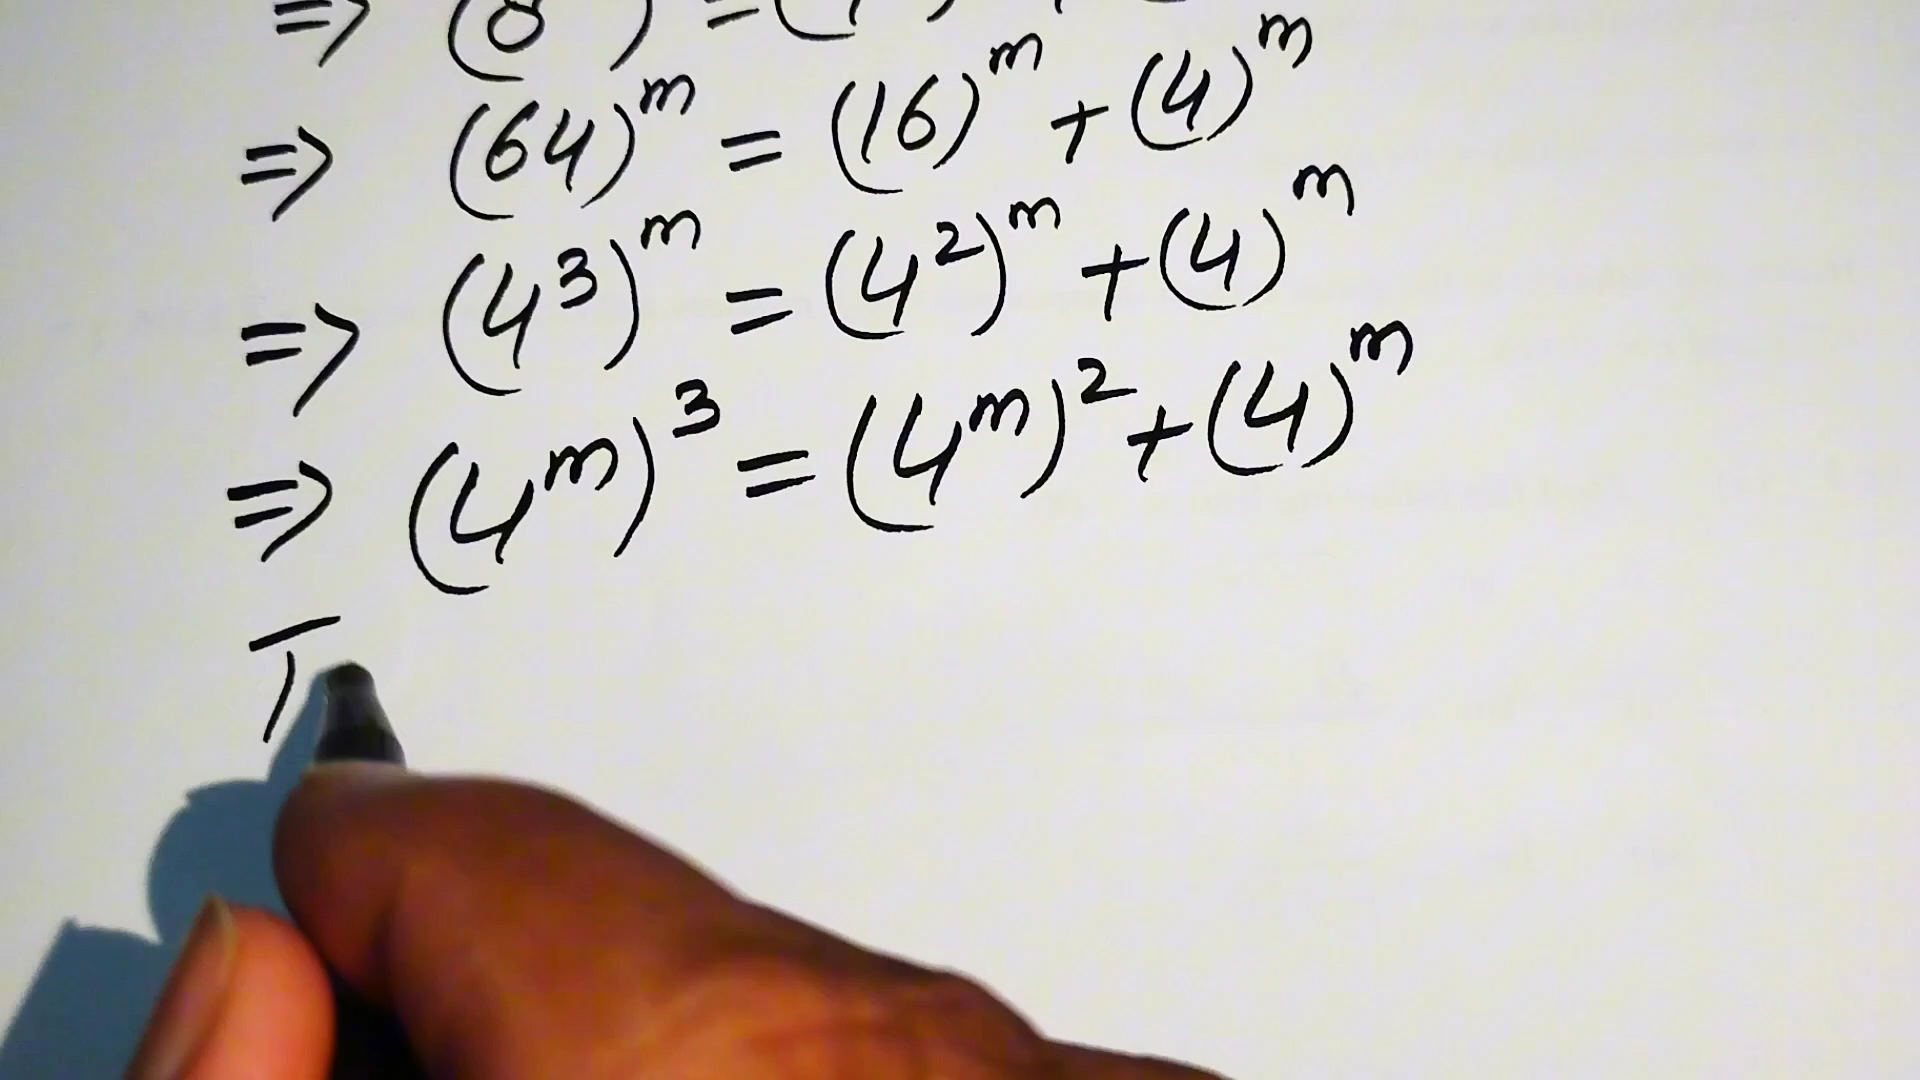 => (64)^m = (16)^m + (4)^m
=> (4^3)^m = (4^2)^m + (4)^m
=> (4^m)^3 = (4^m)^2 + (4)^m
T